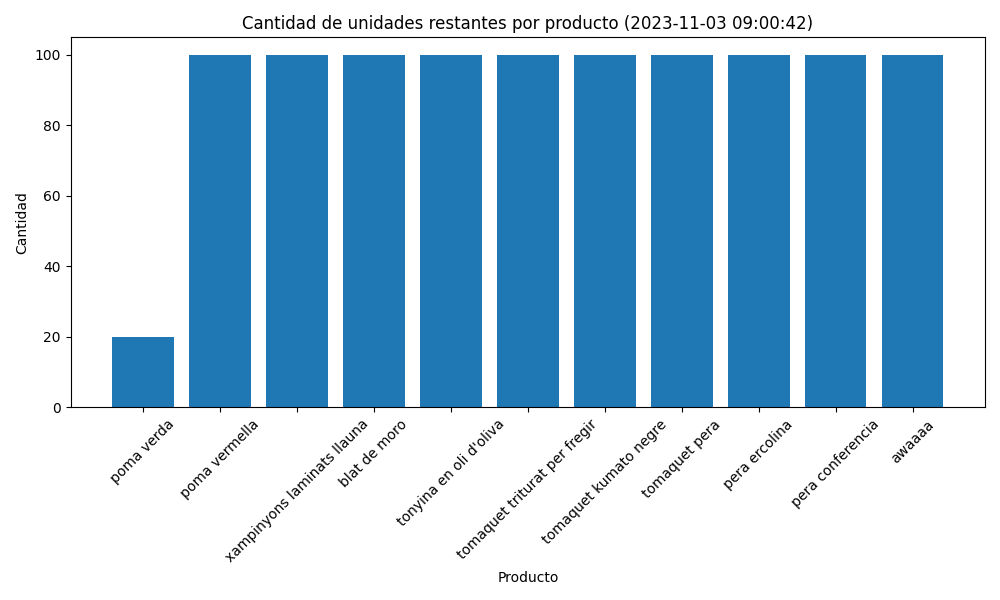 Cantidad de unidades restantes por producto (2023-11-03 09:00:42)
Cantidad
100
80
60
40
20
0
poma verda
poma vermella
xampinyons laminats llauna
blat de moro
tonyina en oli d'oliva
tomaquet triturat per fregir
tomaquet kumato negre
tomaquet pera
pera ercolina
pera conferencia
awaaaa
Producto